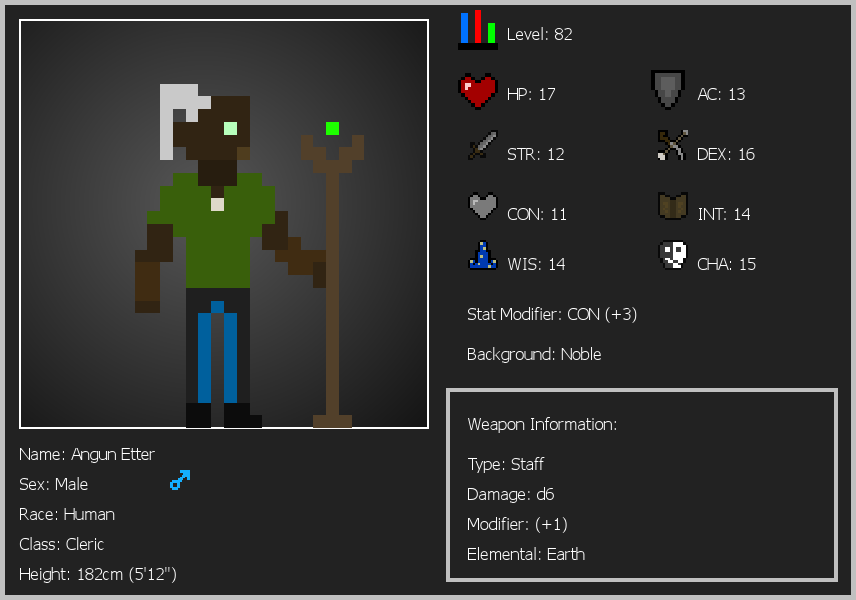 Level: 82
HP: 17
AC: 13
STR: 12
DEX: 16
CON: 11
INT: 14
WIS: 14
CHA: 15
Stat Modifier: CON (+3)
Background: Noble
Weapon Information:
Type: Staff
Damage: d6
Modifier: (+1)
Elemental: Earth
Name: Angun Etter
Sex: Male
Race: Human
Class: Cleric
Height: 182cm (5'12")